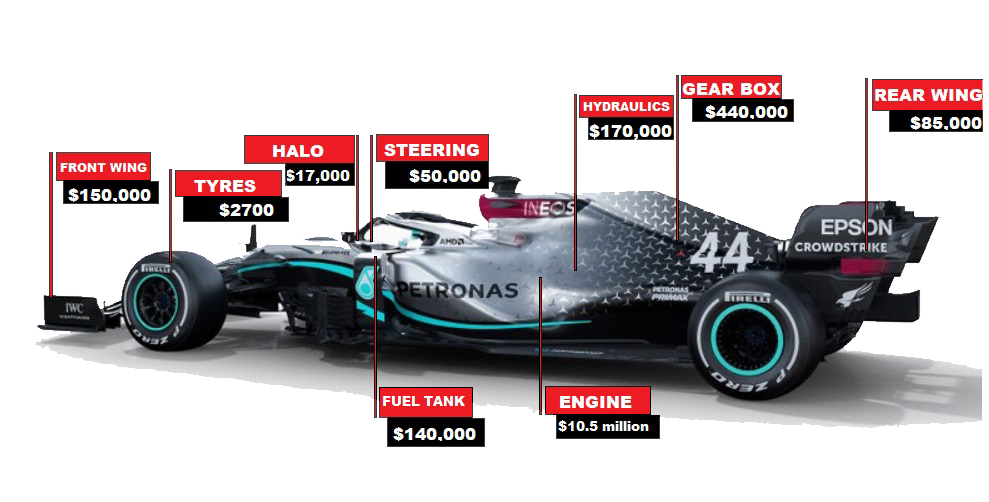 GEAR BOX
$440,000
REAR WING
$85,000
HYDRAULICS
$170,000
HALO
$17,000
STEERING
$50,000
FRONT WING
$150,000
TYRES
$2700
INEOS
EPSON
CROWDSTRIKE
AMD
44
PIRELLI
PETRONAS
PETRONAS
PRIMAX
PIRELLI
IWC
P ZERO
ZERO
FUEL TANK
$140,000
ENGINE
$10.5 million